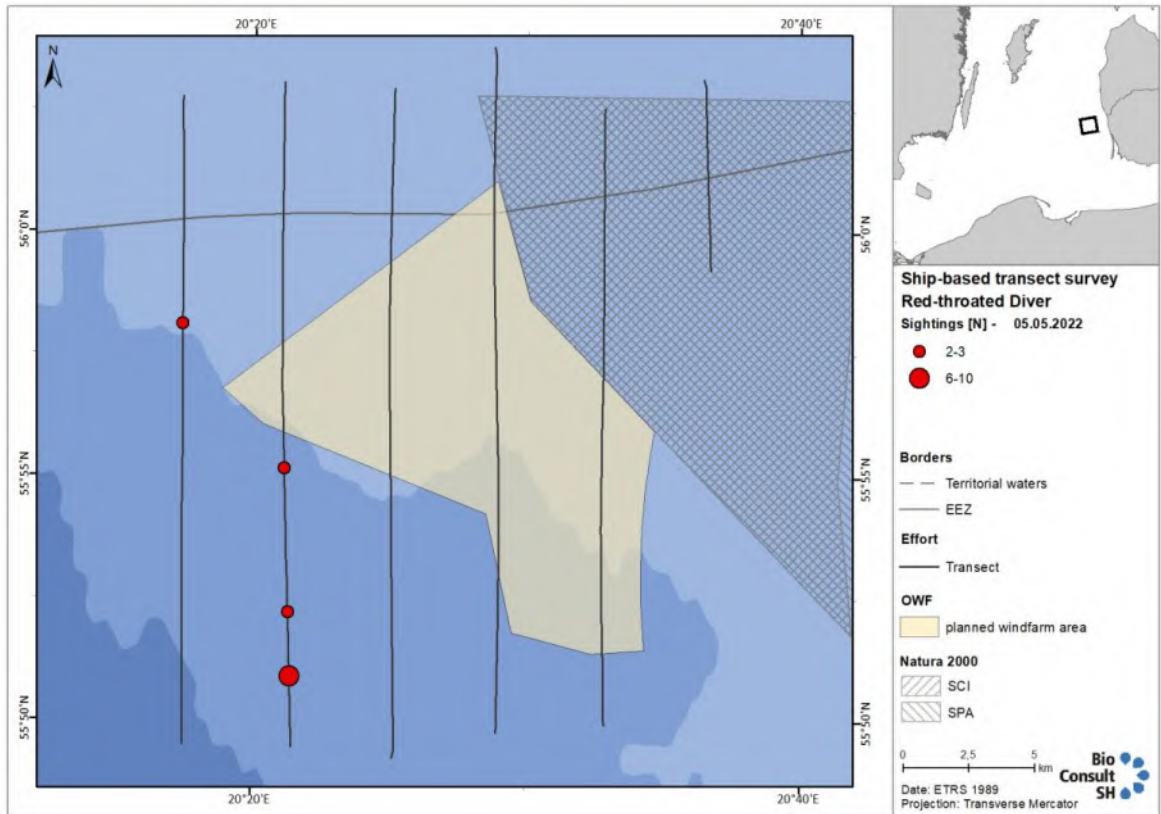 20°20'E
20°40'E
N
56°0'N
56°0'N
55°55'N
55°55'N
55°50'N
55°50'N
20°20'E
20°40'E
Ship-based transect survey
Red-throated Diver
Sightings [N] - 05.05.2022
2-3
6-10
Borders
Territorial waters
EEZ
Effort
Transect
OWF
planned windfarm area
Natura 2000
SCI
SPA
0 2,5 5
km
Date: ETRS 1989
Projection: Transverse Mercator
Bio
Consult
SH